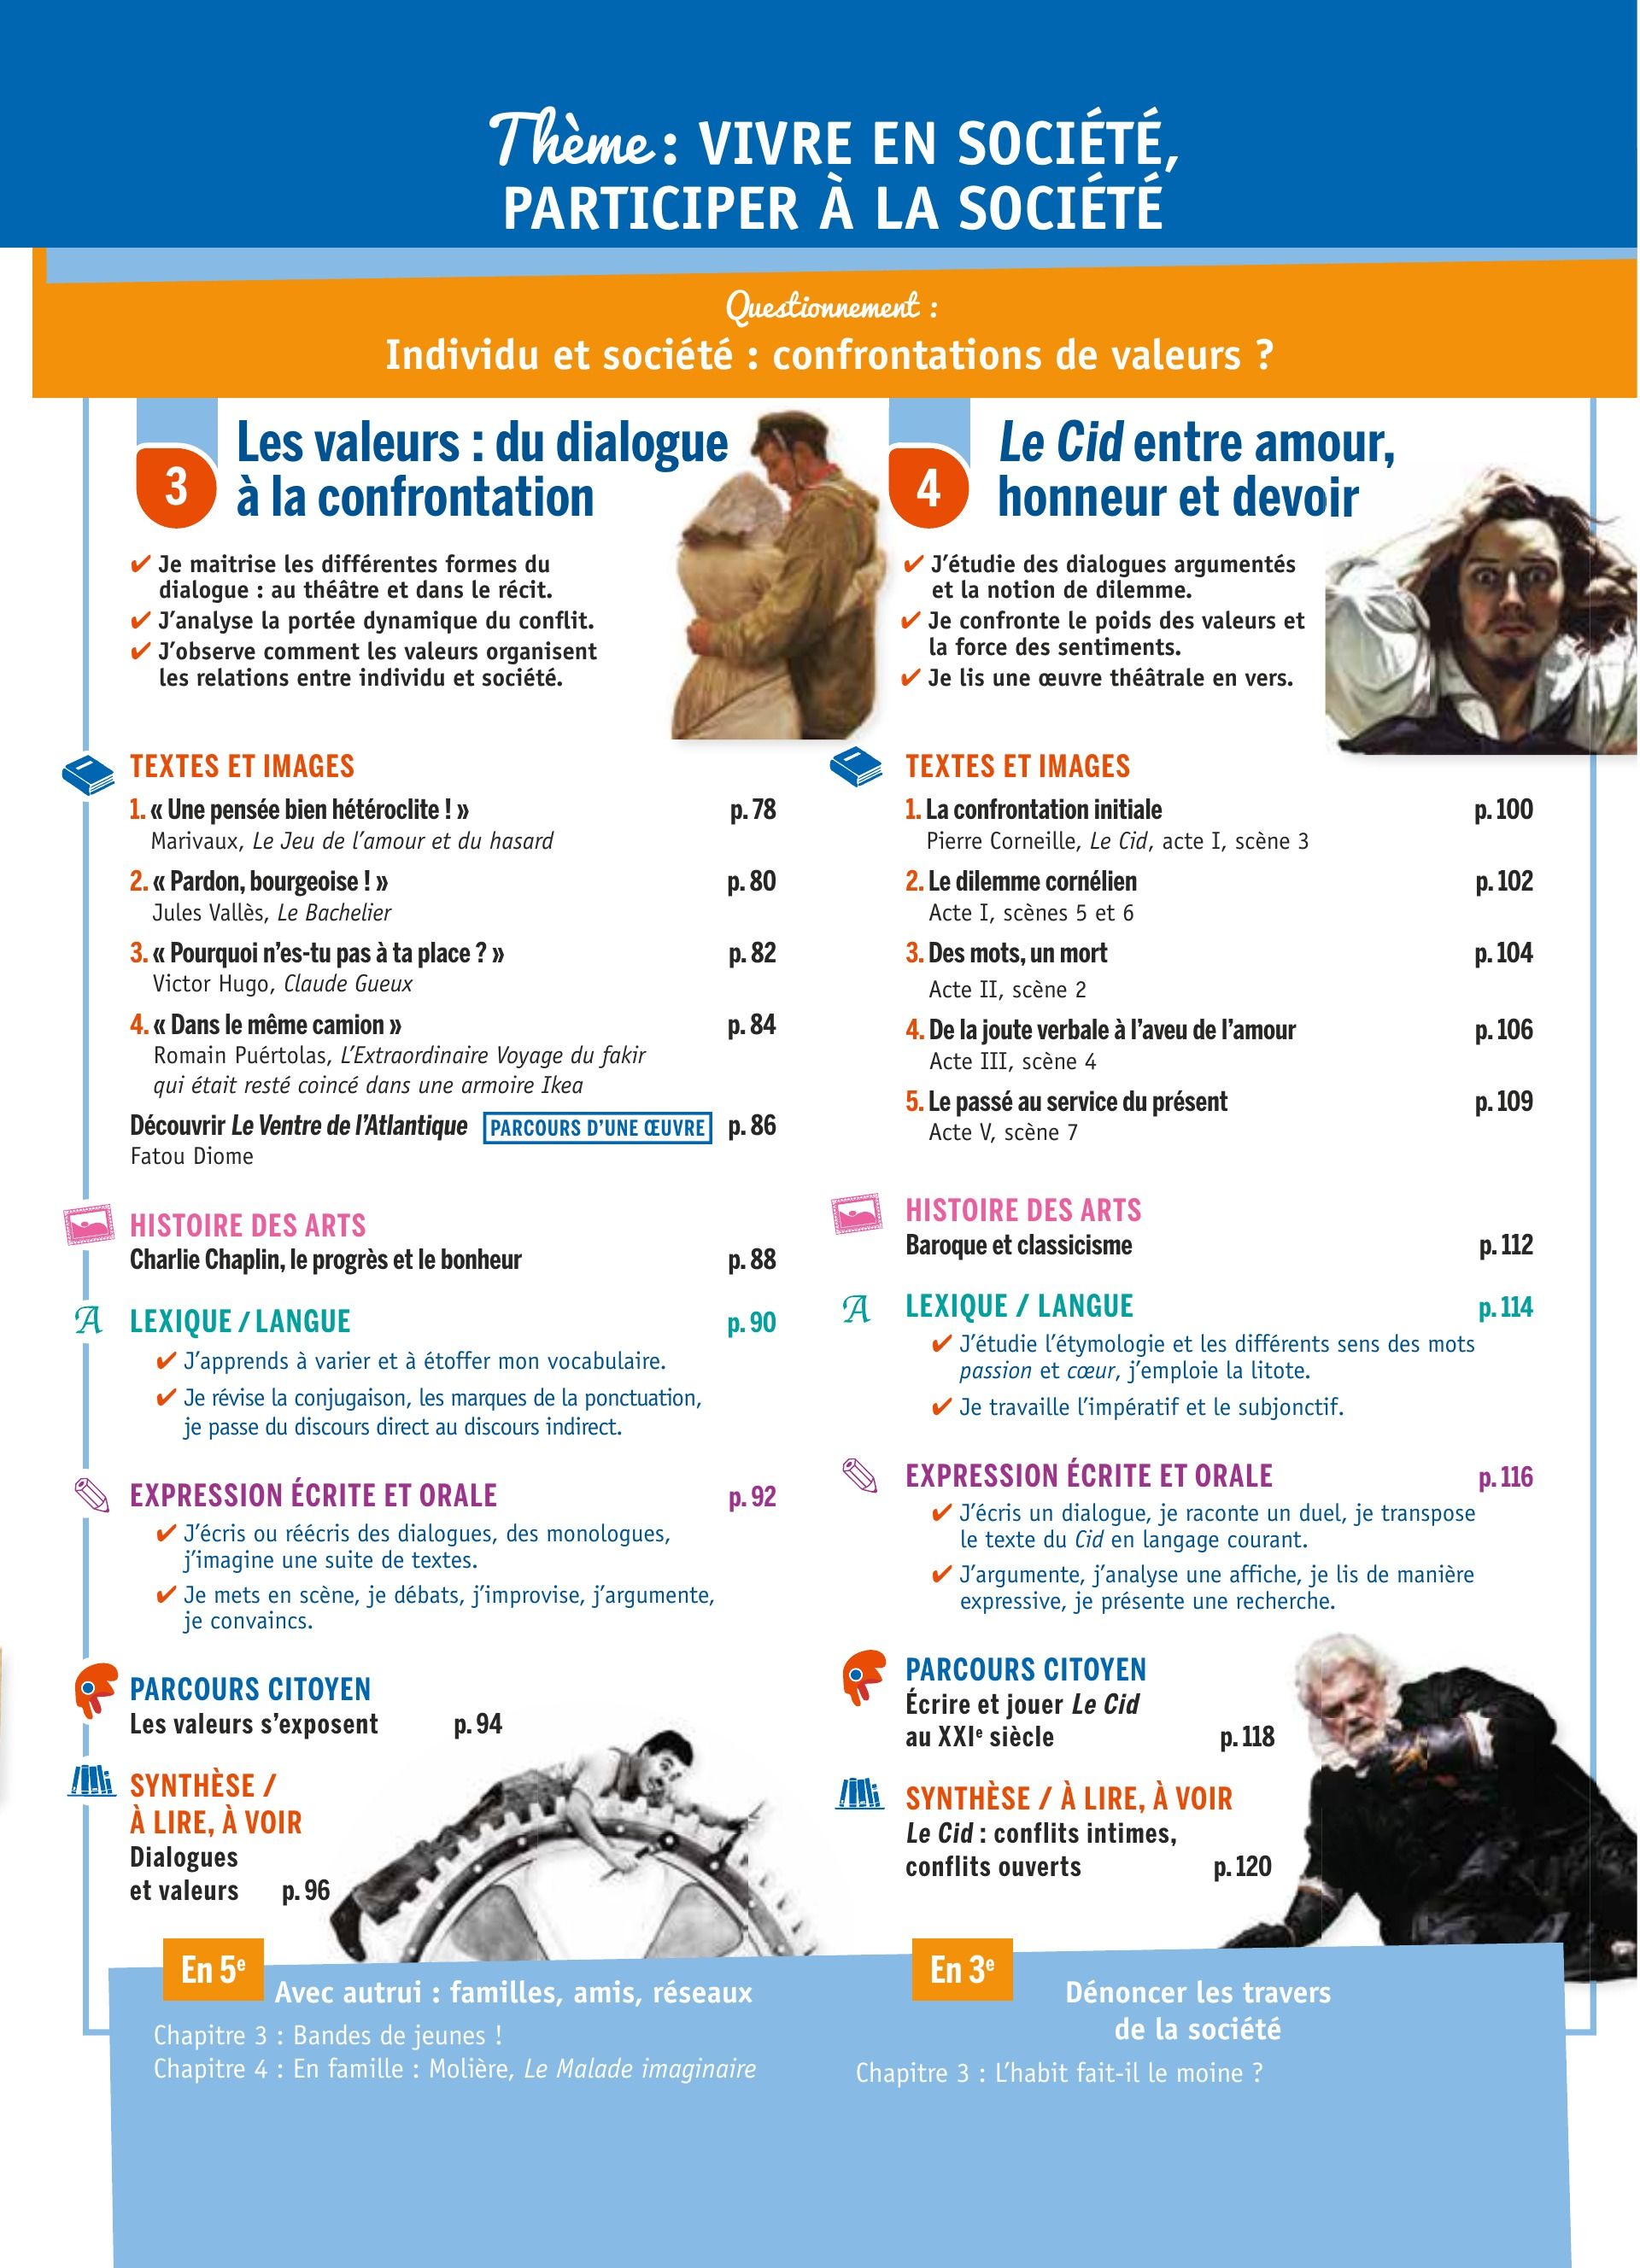 Thème : VIVRE EN SOCIÉTÉ,
PARTICIPER À LA SOCIÉTÉ
Questionnement :
Individu et société : confrontations de valeurs ?
3
Les valeurs : du dialogue
à la confrontation
✔ Je maitrise les différentes formes du
dialogue : au théâtre et dans le récit.
✔ J'analyse la portée dynamique du conflit.
✔ J'observe comment les valeurs organisent
les relations entre individu et société.
TEXTES ET IMAGES
1. « Une pensée bien hétéroclite ! » p. 78
Marivaux, Le Jeu de l'amour et du hasard
2. « Pardon, bourgeoise ! » p. 80
Jules Vallès, Le Bachelier
3. « Pourquoi n'es-tu pas à ta place ? » p. 82
Victor Hugo, Claude Gueux
4. « Dans le même camion » p. 84
Romain Puértolas, L'Extraordinaire Voyage du fakir
qui était resté coincé dans une armoire Ikea
Découvrir Le Ventre de l'Atlantique PARCOURS D'UNE ŒUVRE p. 86
Fatou Diome
HISTOIRE DES ARTS
Charlie Chaplin, le progrès et le bonheur p. 88
A LEXIQUE / LANGUE p. 90
✔ J'apprends à varier et à étoffer mon vocabulaire.
✔ Je révise la conjugaison, les marques de la ponctuation,
je passe du discours direct au discours indirect.
EXPRESSION ÉCRITE ET ORALE p. 92
✔ J'écris ou réécris des dialogues, des monologues,
j'imagine une suite de textes.
✔ Je mets en scène, je débats, j'improvise, j'argumente,
je convaincs.
PARCOURS CITOYEN
Les valeurs s'exposent p. 94
SYNTHÈSE /
À LIRE, À VOIR
Dialogues
et valeurs p. 96
4
Le Cid entre amour,
honneur et devoir
✔ J'étudie des dialogues argumentés
et la notion de dilemme.
✔ Je confronte le poids des valeurs et
la force des sentiments.
✔ Je lis une œuvre théâtrale en vers.
TEXTES ET IMAGES
1. La confrontation initiale p. 100
Pierre Corneille, Le Cid, acte I, scène 3
2. Le dilemme cornélien p. 102
Acte I, scènes 5 et 6
3. Des mots, un mort p. 104
Acte II, scène 2
4. De la joute verbale à l'aveu de l'amour p. 106
Acte III, scène 4
5. Le passé au service du présent p. 109
Acte V, scène 7
HISTOIRE DES ARTS
Baroque et classicisme p. 112
A LEXIQUE / LANGUE p. 114
✔ J'étudie l'étymologie et les différents sens des mots
passion et cœur, j'emploie la litote.
✔ Je travaille l'impératif et le subjonctif.
EXPRESSION ÉCRITE ET ORALE p. 116
✔ J'écris un dialogue, je raconte un duel, je transpose
le texte du Cid en langage courant.
✔ J'argumente, j'analyse une affiche, je lis de manière
expressive, je présente une recherche.
PARCOURS CITOYEN
Écrire et jouer Le Cid
au XXIe siècle p. 118
SYNTHÈSE / À LIRE, À VOIR
Le Cid : conflits intimes,
conflits ouverts p. 120
En 5e
Avec autrui : familles, amis, réseaux
Chapitre 3 : Bandes de jeunes !
Chapitre 4 : En famille : Molière, Le Malade imaginaire
En 3e
Dénoncer les travers
de la société
Chapitre 3 : L'habit fait-il le moine ?